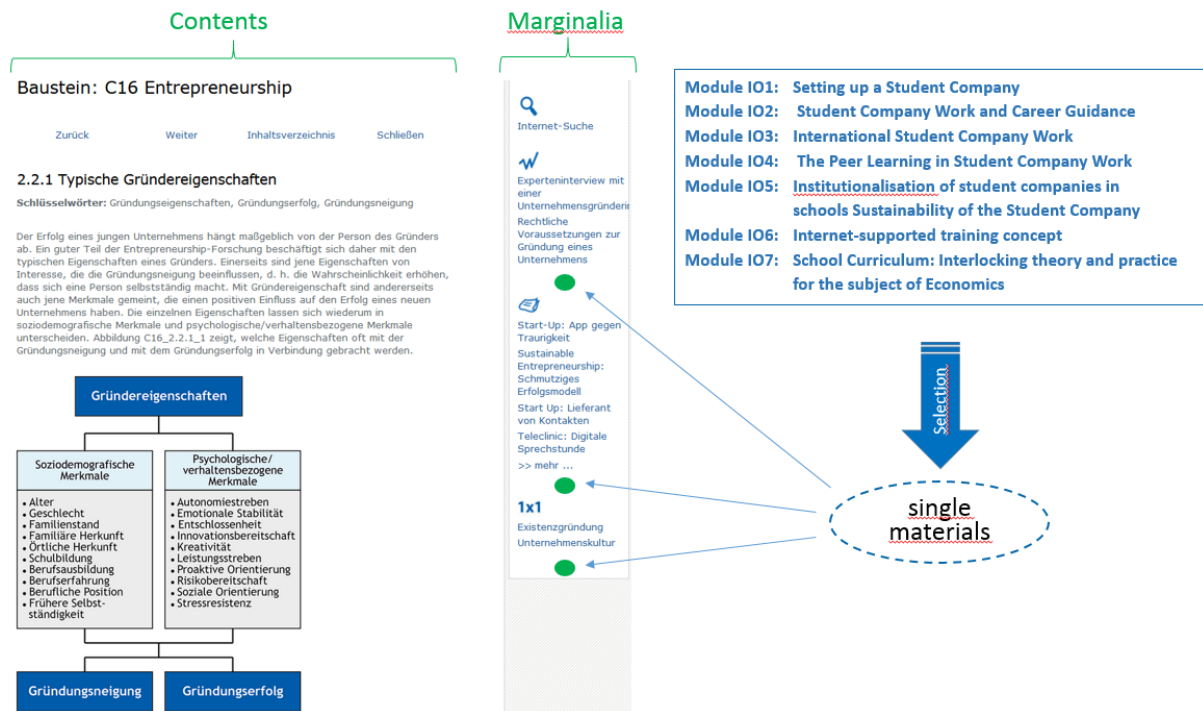 Contents
Baustein: C16 Entrepreneurship
Zurück Weiter Inhaltsverzeichnis Schließen
2.2.1 Typische Gründereigenschaften
Schlüsselwörter: Gründungseigenschaften, Gründungserfolg, Gründungsneigung
Der Erfolg eines jungen Unternehmens hängt maßgeblich von der Person des Gründers
ab. Ein guter Teil der Entrepreneurship-Forschung beschäftigt sich daher mit den
typischen Eigenschaften eines Gründers. Einerseits sind jene Eigenschaften von
Interesse, die die Gründungsneigung beeinflussen, d. h. die Wahrscheinlichkeit erhöhen,
dass sich eine Person selbstständig macht. Mit Gründereigenschaft sind andererseits
auch jene Merkmale gemeint, die einen positiven Einfluss auf den Erfolg eines neuen
Unternehmens haben. Die einzelnen Eigenschaften lassen sich wiederum in
soziodemografische Merkmale und psychologische/verhaltensbezogene Merkmale
unterscheiden. Abbildung C16_2.2.1_1 zeigt, welche Eigenschaften oft mit der
Gründungsneigung und mit dem Gründungserfolg in Verbindung gebracht werden.
Gründereigenschaften
Soziodemografische
Merkmale
• Alter
• Geschlecht
• Familienstand
• Familiäre Herkunft
• Örtliche Herkunft
• Schulbildung
• Berufsausbildung
• Berufserfahrung
• Berufliche Position
• Frühere Selbst-
ständigkeit
Psychologische/
verhaltensbezogene
Merkmale
• Autonomiestreben
• Emotionale Stabilität
• Entschlossenheit
• Innovationsbereitschaft
• Kreativität
• Leistungsstreben
• Proaktive Orientierung
• Risikobereitschaft
• Soziale Orientierung
• Stressresistenz
Gründungsneigung
Gründungserfolg
Marginalia
Internet-Suche
Experteninterview mit
einer
Unternehmensgründerin
Rechtliche
Voraussetzungen zur
Gründung eines
Unternehmens
Start-Up: App gegen
Traurigkeit
Sustainable
Entrepreneurship:
Schmutziges
Erfolgsmodell
Start Up: Lieferant
von Kontakten
Teleclinic: Digitale
Sprechstunde
>> mehr ...
1x1
Existenzgründung
Unternehmenskultur
Module IO1: Setting up a Student Company
Module IO2: Student Company Work and Career Guidance
Module IO3: International Student Company Work
Module IO4: The Peer Learning in Student Company Work
Module IO5: Institutionalisation of student companies in
schools Sustainability of the Student Company
Module IO6: Internet-supported training concept
Module IO7: School Curriculum: Interlocking theory and practice
for the subject of Economics
Selection
single
materials